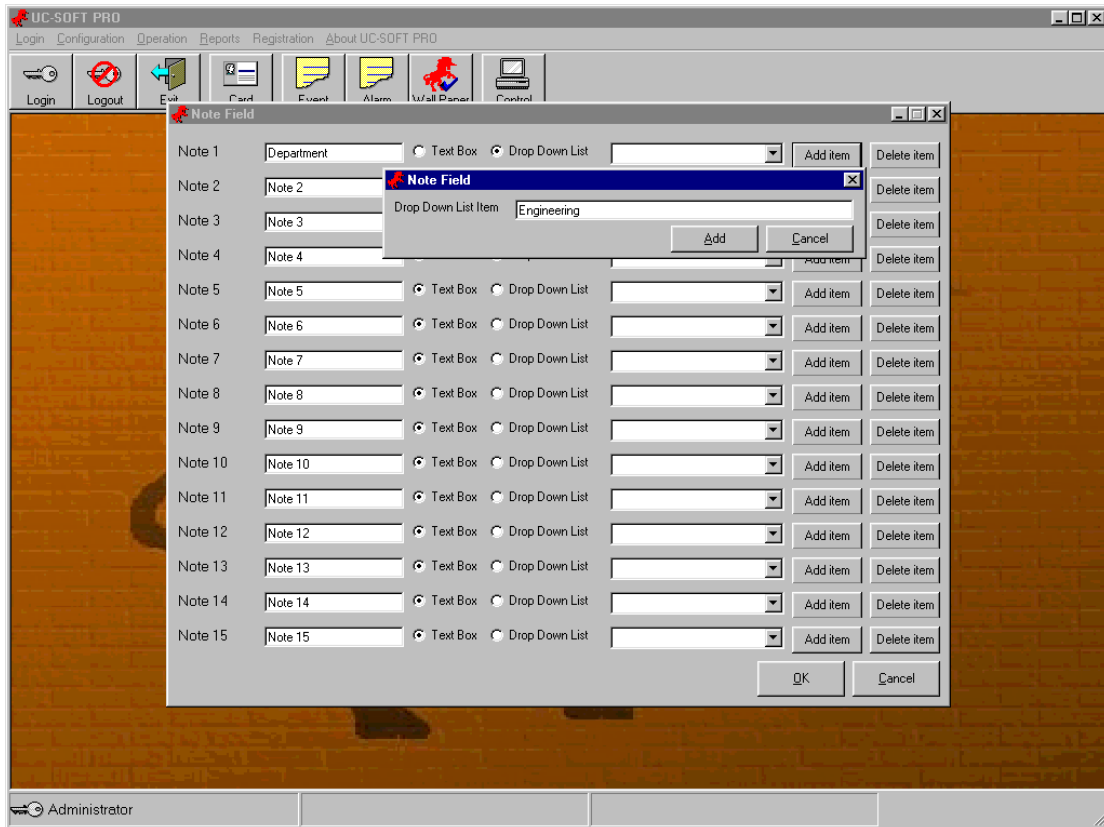 UC-SOFT PRO
Login Configuration Operation Reports Registration About UC-SOFT PRO
Login Logout Exit Card Event Alarm Wall Paper Control
Note Field
Note 1 Department Text Box Drop Down List Add item Delete item
Note 2 Note 2 Delete item
Note Field
Drop Down List Item Engineering
Add Cancel
Note 3 Note 3 Delete item
Note 4 Note 4 Add item Delete item
Note 5 Note 5 Text Box Drop Down List Add item Delete item
Note 6 Note 6 Text Box Drop Down List Add item Delete item
Note 7 Note 7 Text Box Drop Down List Add item Delete item
Note 8 Note 8 Text Box Drop Down List Add item Delete item
Note 9 Note 9 Text Box Drop Down List Add item Delete item
Note 10 Note 10 Text Box Drop Down List Add item Delete item
Note 11 Note 11 Text Box Drop Down List Add item Delete item
Note 12 Note 12 Text Box Drop Down List Add item Delete item
Note 13 Note 13 Text Box Drop Down List Add item Delete item
Note 14 Note 14 Text Box Drop Down List Add item Delete item
Note 15 Note 15 Text Box Drop Down List Add item Delete item
OK Cancel
Administrator